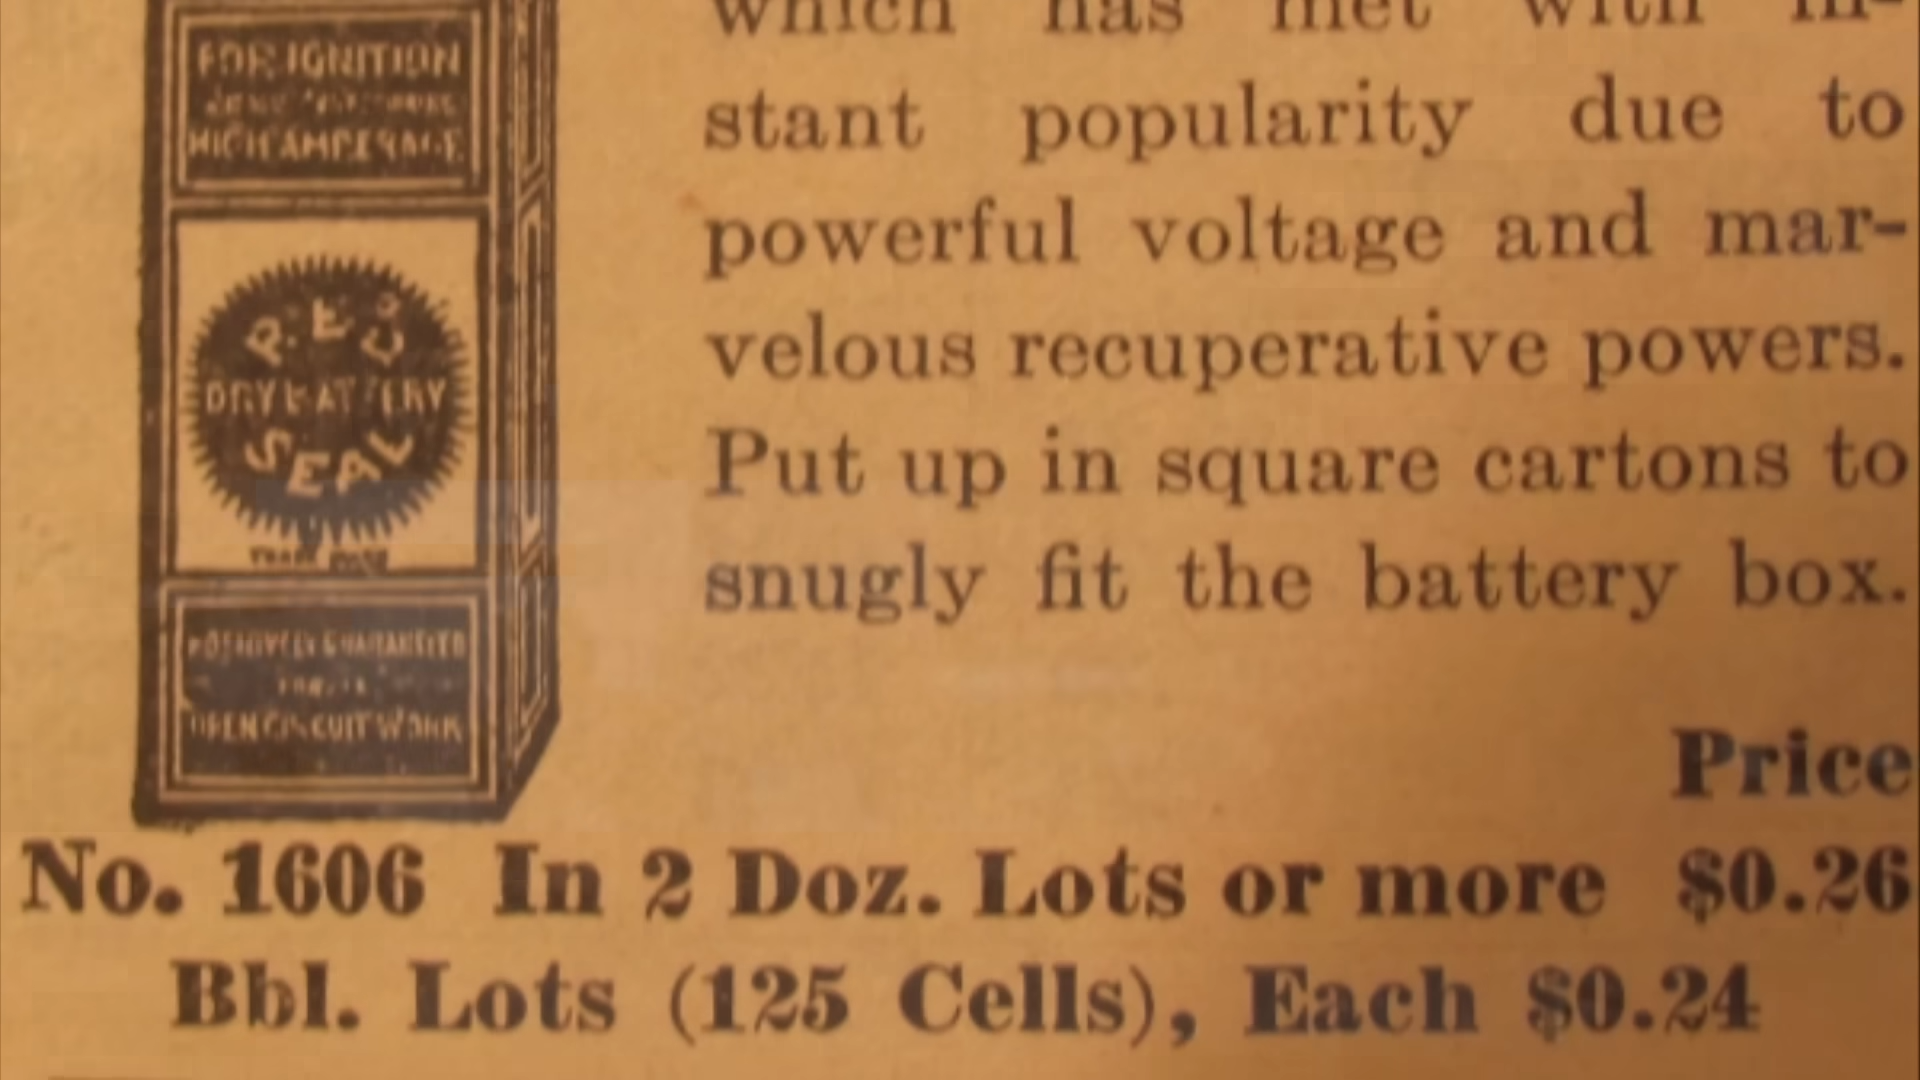 which has met with in-
stant popularity due to
powerful voltage and mar-
velous recuperative powers.
Put up in square cartons to
snugly fit the battery box.
Price
No. 1606 In 2 Doz. Lots or more $0.26
Bbl. Lots (125 Cells), Each $0.24
FOR IGNITION
HIGH AMPERAGE
DRY BATTERY
SEAL
TRADE MARK
POSITIVELY GUARANTEED
OPEN CIRCUIT WORK